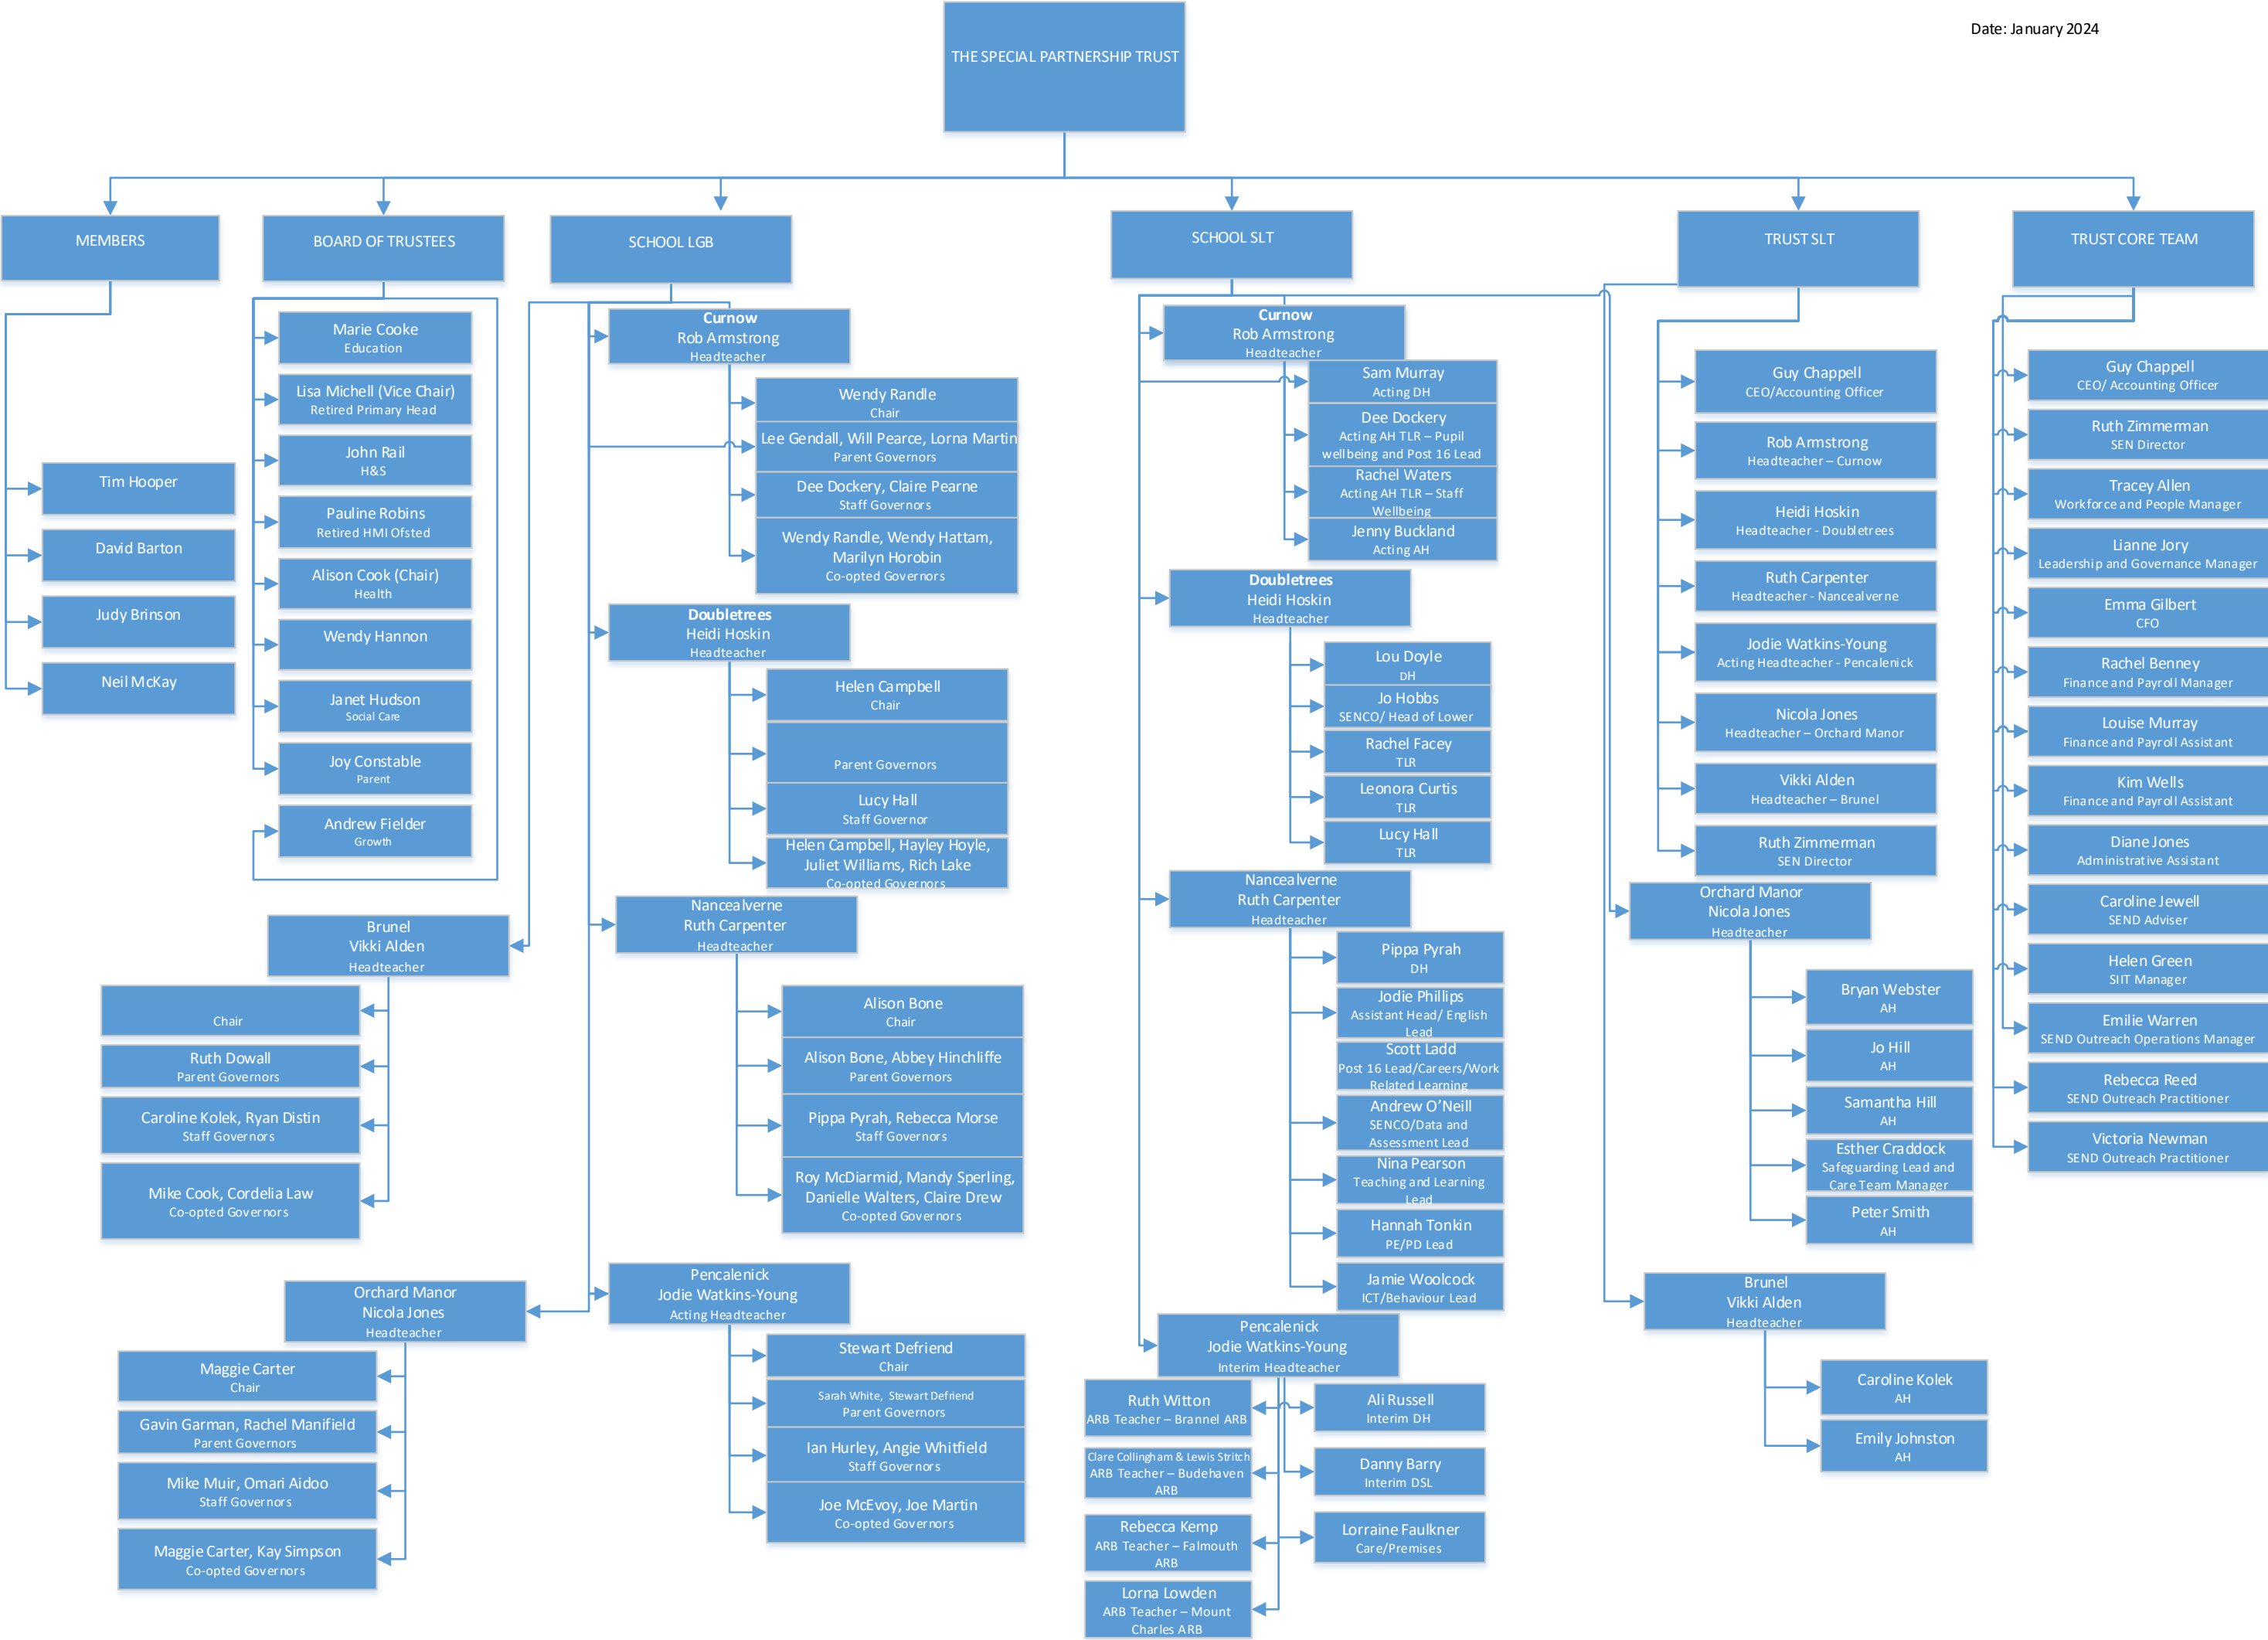 THE SPECIAL PARTNERSHIP TRUST
Date: January 2024
MEMBERS
Tim Hooper
David Barton
Judy Brinson
Neil McKay
BOARD OF TRUSTEES
Marie Cooke
Education
Lisa Michell (Vice Chair)
Retired Primary Head
John Rail
H&S
Pauline Robins
Retired HMI Ofsted
Alison Cook (Chair)
Health
Wendy Hannon
Janet Hudson
Social Care
Joy Constable
Parent
Andrew Fielder
Growth
SCHOOL LGB
Curnow
Rob Armstrong
Headteacher
Wendy Randle
Chair
Lee Gendall, Will Pearce, Lorna Martin
Parent Governors
Dee Dockery, Claire Pearne
Staff Governors
Wendy Randle, Wendy Hattam,
Marilyn Horobin
Co-opted Governors
Doubletrees
Heidi Hoskin
Headteacher
Helen Campbell
Chair
Parent Governors
Lucy Hall
Staff Governor
Helen Campbell, Hayley Hoyle,
Juliet Williams, Rich Lake
Co-opted Governors
Nancealverne
Ruth Carpenter
Headteacher
Alison Bone
Chair
Alison Bone, Abbey Hinchliffe
Parent Governors
Pippa Pyrah, Rebecca Morse
Staff Governors
Roy McDiarmid, Mandy Sperling,
Danielle Walters, Claire Drew
Co-opted Governors
Pencalenick
Jodie Watkins-Young
Acting Headteacher
Stewart Defriend
Chair
Sarah White, Stewart Defriend
Parent Governors
Ian Hurley, Angie Whitfield
Staff Governors
Joe McEvoy, Joe Martin
Co-opted Governors
Brunel
Vikki Alden
Headteacher
Chair
Ruth Dowall
Parent Governors
Caroline Kolek, Ryan Distin
Staff Governors
Mike Cook, Cordelia Law
Co-opted Governors
Orchard Manor
Nicola Jones
Headteacher
Maggie Carter
Chair
Gavin Garman, Rachel Manifield
Parent Governors
Mike Muir, Omari Aidoo
Staff Governors
Maggie Carter, Kay Simpson
Co-opted Governors
SCHOOL SLT
Curnow
Rob Armstrong
Headteacher
Sam Murray
Acting DH
Dee Dockery
Acting AH TLR – Pupil
wellbeing and Post 16 Lead
Rachel Waters
Acting AH TLR – Staff
Wellbeing
Jenny Buckland
Acting AH
Doubletrees
Heidi Hoskin
Headteacher
Lou Doyle
DH
Jo Hobbs
SENCO/ Head of Lower
Rachel Facey
TLR
Leonora Curtis
TLR
Lucy Hall
TLR
Nancealverne
Ruth Carpenter
Headteacher
Pippa Pyrah
DH
Jodie Phillips
Assistant Head/ English
Lead
Scott Ladd
Post 16 Lead/Careers/Work
Related Learning
Andrew O’Neill
SENCO/Data and
Assessment Lead
Nina Pearson
Teaching and Learning
Lead
Hannah Tonkin
PE/PD Lead
Jamie Woolcock
ICT/Behaviour Lead
Pencalenick
Jodie Watkins-Young
Interim Headteacher
Ruth Witton
ARB Teacher – Brannel ARB
Clare Collingham & Lewis Stritch
ARB Teacher – Budehaven
ARB
Rebecca Kemp
ARB Teacher – Falmouth
ARB
Lorna Lowden
ARB Teacher – Mount
Charles ARB
Ali Russell
Interim DH
Danny Barry
Interim DSL
Lorraine Faulkner
Care/Premises
Orchard Manor
Nicola Jones
Headteacher
Bryan Webster
AH
Jo Hill
AH
Samantha Hill
AH
Esther Craddock
Safeguarding Lead and
Care Team Manager
Peter Smith
AH
Brunel
Vikki Alden
Headteacher
Caroline Kolek
AH
Emily Johnston
AH
TRUST SLT
Guy Chappell
CEO/Accounting Officer
Rob Armstrong
Headteacher – Curnow
Heidi Hoskin
Headteacher - Doubletrees
Ruth Carpenter
Headteacher - Nancealverne
Jodie Watkins-Young
Acting Headteacher - Pencalenick
Nicola Jones
Headteacher – Orchard Manor
Vikki Alden
Headteacher – Brunel
Ruth Zimmerman
SEN Director
TRUST CORE TEAM
Guy Chappell
CEO/ Accounting Officer
Ruth Zimmerman
SEN Director
Tracey Allen
Workforce and People Manager
Lianne Jory
Leadership and Governance Manager
Emma Gilbert
CFO
Rachel Benney
Finance and Payroll Manager
Louise Murray
Finance and Payroll Assistant
Kim Wells
Finance and Payroll Assistant
Diane Jones
Administrative Assistant
Caroline Jewell
SEND Adviser
Helen Green
SIIT Manager
Emilie Warren
SEND Outreach Operations Manager
Rebecca Reed
SEND Outreach Practitioner
Victoria Newman
SEND Outreach Practitioner